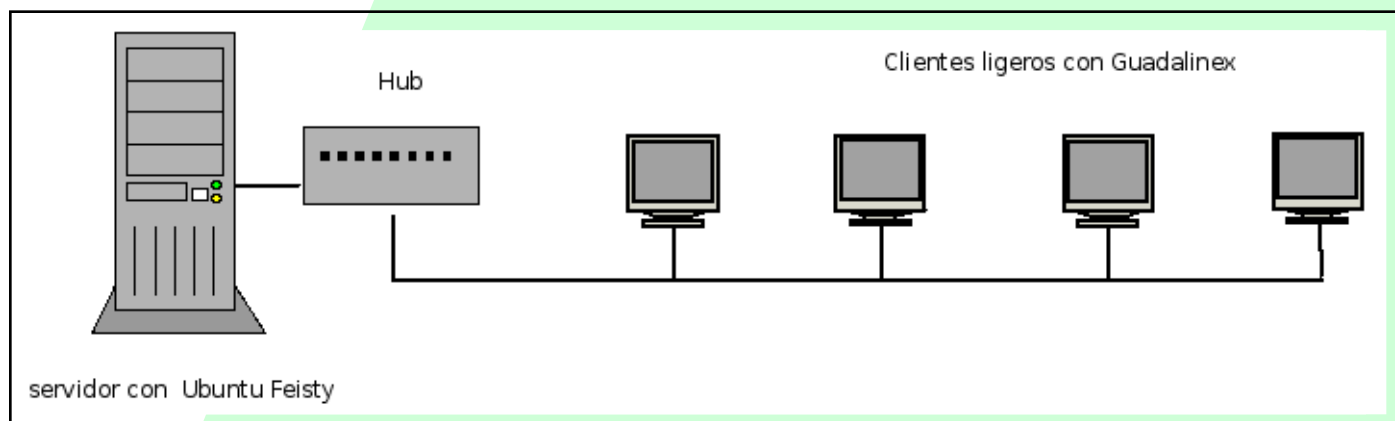 Hub
Clientes ligeros con Guadalinex
servidor con Ubuntu Feisty